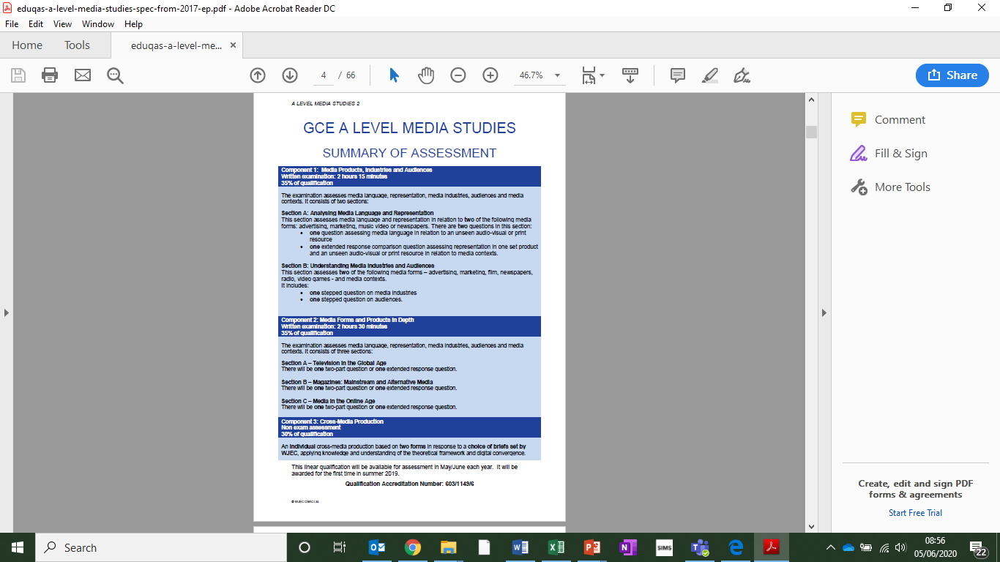 eduqas-a-level-media-studies-spec-from-2017-ep.pdf - Adobe Acrobat Reader DC
File Edit View Window Help
Home Tools eduqas-a-level-me... ×
4 / 66 46.7% Share
A LEVEL MEDIA STUDIES 2
GCE A LEVEL MEDIA STUDIES
SUMMARY OF ASSESSMENT
Component 1: Media Products, Industries and Audiences
Written examination: 2 hours 15 minutes
35% of qualification
The examination assesses media language, representation, media industries, audiences and media
contexts. It consists of two sections:
Section A: Analysing Media Language and Representation
This section assesses media language and representation in relation to two of the following media
forms: advertising, marketing, music video or newspapers. There are two questions in this section:
• one question assessing media language in relation to an unseen audio-visual or print
resource
• one extended response comparison question assessing representation in one set product
and an unseen audio-visual or print resource in relation to media contexts.
Section B: Understanding Media Industries and Audiences
This section assesses two of the following media forms – advertising, marketing, film, newspapers,
radio, video games - and media contexts.
It includes:
• one stepped question on media industries
• one stepped question on audiences.
Component 2: Media Forms and Products in Depth
Written examination: 2 hours 30 minutes
35% of qualification
The examination assesses media language, representation, media industries, audiences and media
contexts. It consists of three sections:
Section A – Television in the Global Age
There will be one two-part question or one extended response question.
Section B – Magazines: Mainstream and Alternative Media
There will be one two-part question or one extended response question.
Section C – Media in the Online Age
There will be one two-part question or one extended response question.
Component 3: Cross-Media Production
Non exam assessment
30% of qualification
An individual cross-media production based on two forms in response to a choice of briefs set by
WJEC, applying knowledge and understanding of the theoretical framework and digital convergence.
This linear qualification will be available for assessment in May/June each year. It will be
awarded for the first time in summer 2019.
Qualification Accreditation Number: 603/1149/6
© WJEC CBAC Ltd.
Comment
Fill & Sign
More Tools
Create, edit and sign PDF
forms & agreements
Start Free Trial
Search
SIMS
08:56
05/06/2020
22